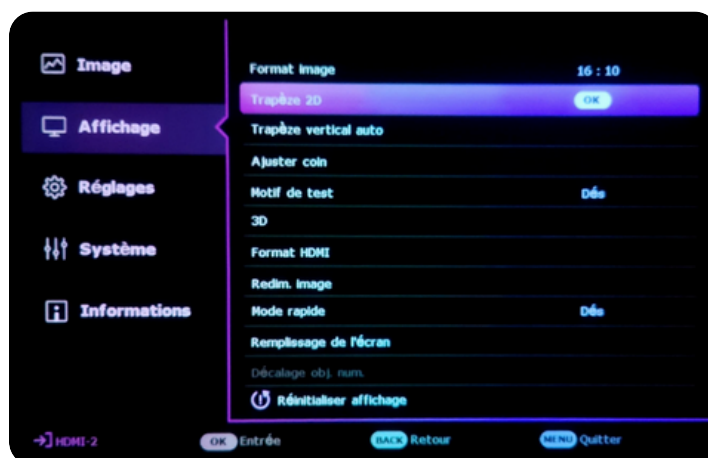 Image
Affichage
Réglages
Système
Informations
Format image 16 : 10
Trapèze 2D OK
Trapèze vertical auto
Ajuster coin
Motif de test Dés
3D
Format HDMI
Redim. image
Mode rapide Dés
Remplissage de l'écran
Décalage obj. num.
Réinitialiser affichage
HDMI-2 OK Entrée BACK Retour MENU Quitter